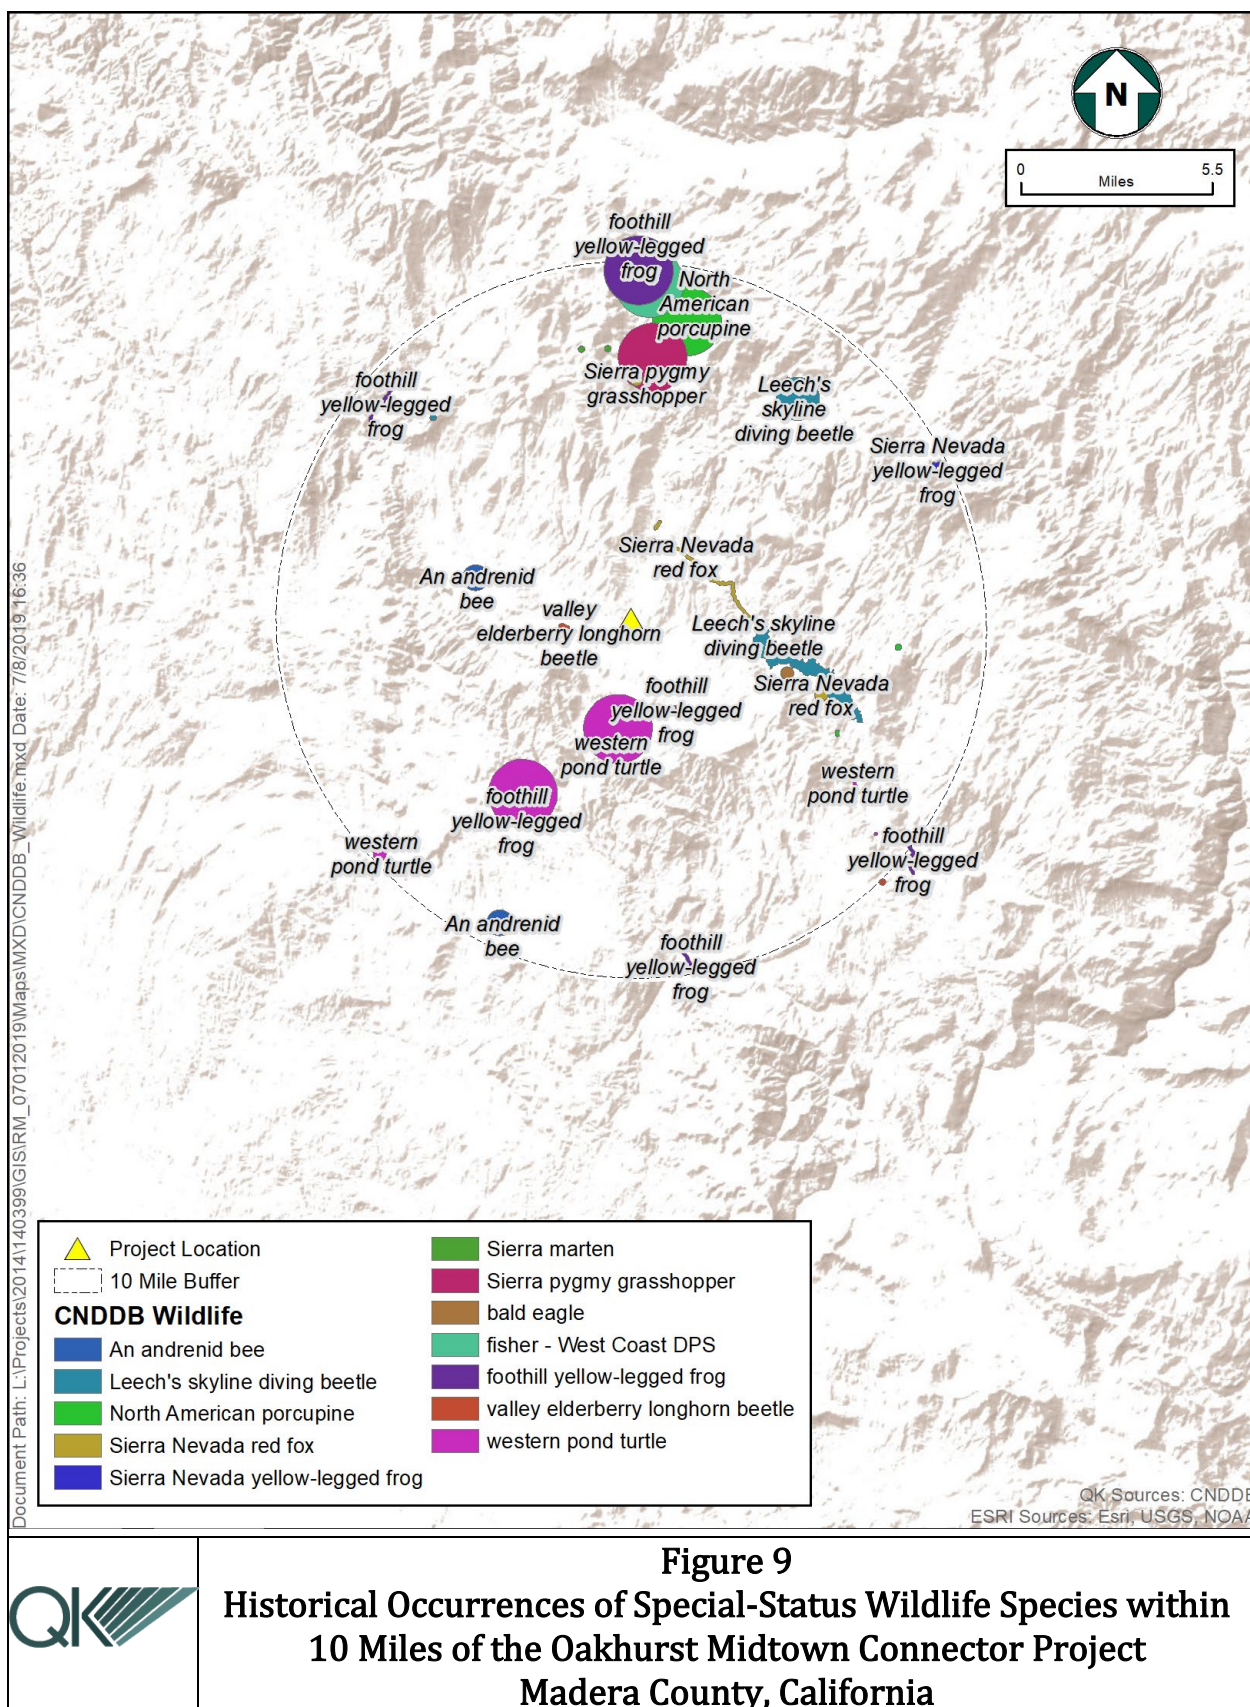 N
0 5.5
Miles
foothill
yellow-legged
frog
North
American
porcupine
Sierra pygmy
grasshopper
foothill
yellow-legged
frog
Leech's
skyline
diving beetle
Sierra Nevada
yellow-legged
frog
Sierra Nevada
red fox
An andrenid
bee
valley
elderberry longhorn
beetle
Leech's skyline
diving beetle
Sierra Nevada
red fox
foothill
yellow-legged
frog
western
pond turtle
foothill
yellow-legged
frog
western
pond turtle
western
pond turtle
foothill
yellow-legged
frog
An andrenid
bee
foothill
yellow-legged
frog
Document Path: L:\Projects\2014\140399\GIS\RM_07012019\Maps\MXD\CNDDB_Wildlife.mxd Date: 7/8/2019 16:36
Project Location
10 Mile Buffer
CNDDB Wildlife
An andrenid bee
Leech's skyline diving beetle
North American porcupine
Sierra Nevada red fox
Sierra Nevada yellow-legged frog
Sierra marten
Sierra pygmy grasshopper
bald eagle
fisher - West Coast DPS
foothill yellow-legged frog
valley elderberry longhorn beetle
western pond turtle
QK Sources: CNDDB
ESRI Sources: Esri, USGS, NOAA
QK
Figure 9
Historical Occurrences of Special-Status Wildlife Species within
10 Miles of the Oakhurst Midtown Connector Project
Madera County, California